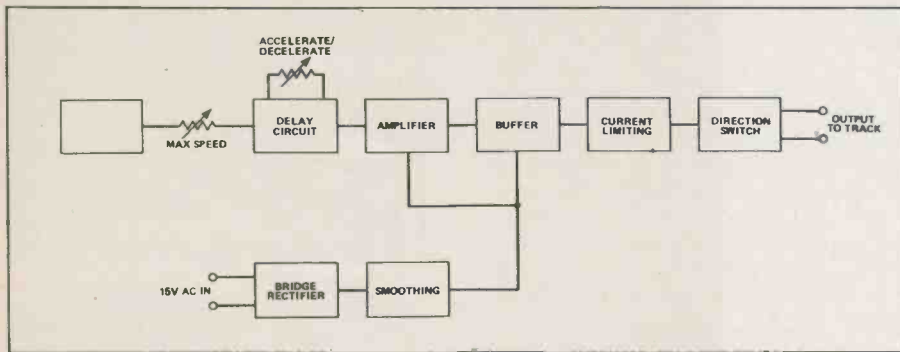 ACCELERATE/
DECELERATE
MAX SPEED
DELAY
CIRCUIT
AMPLIFIER
BUFFER
CURRENT
LIMITING
DIRECTION
SWITCH
OUTPUT
TO TRACK
15V AC IN
BRIDGE
RECTIFIER
SMOOTHING